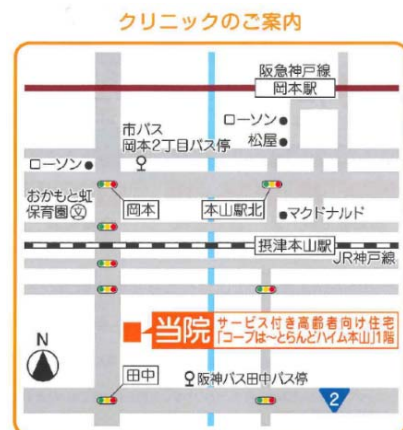 クリニックのご案内
阪急神戸線
岡本駅
ローソン
松屋
市バス
岡本2丁目バス停
ローソン
岡本
本山駅北
おかもと虹
保育園
文
マクドナルド
摂津本山駅
JR神戸線
当院
サービス付き高齢者向け住宅
「コープは〜とらんどハイム本山」1階
N
田中
阪神バス田中バス停
2